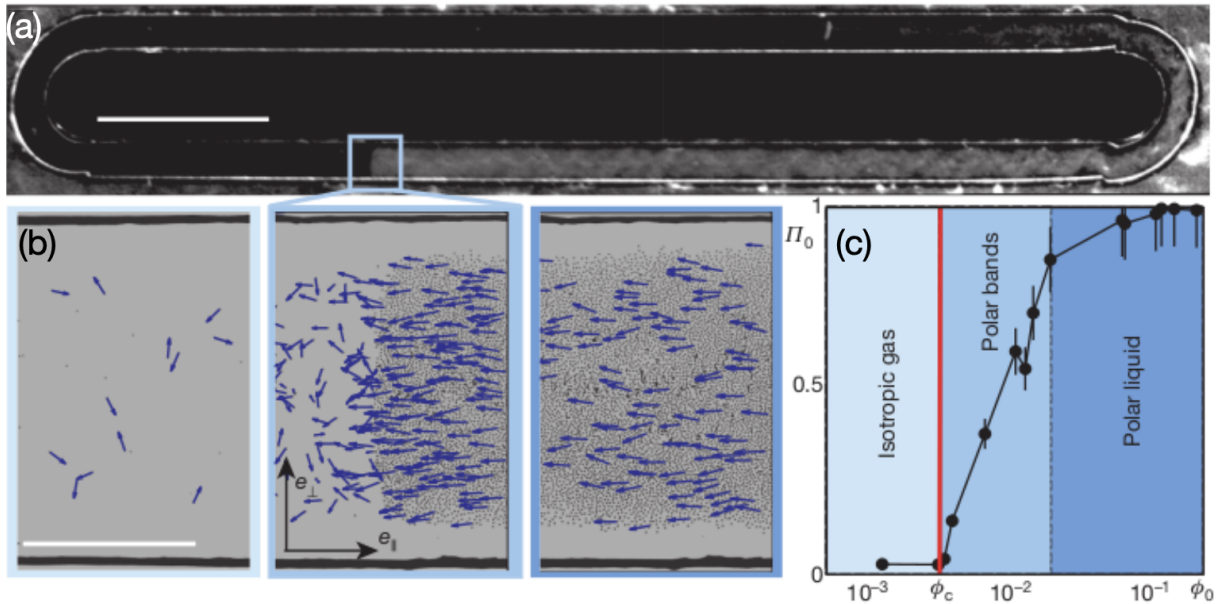 (a)
(b)
e⊥
e∥
(c)
Π₀
1
0.5
0
Isotropic gas
Polar bands
Polar liquid
10⁻³
ϕc
10⁻²
10⁻¹
ϕ₀